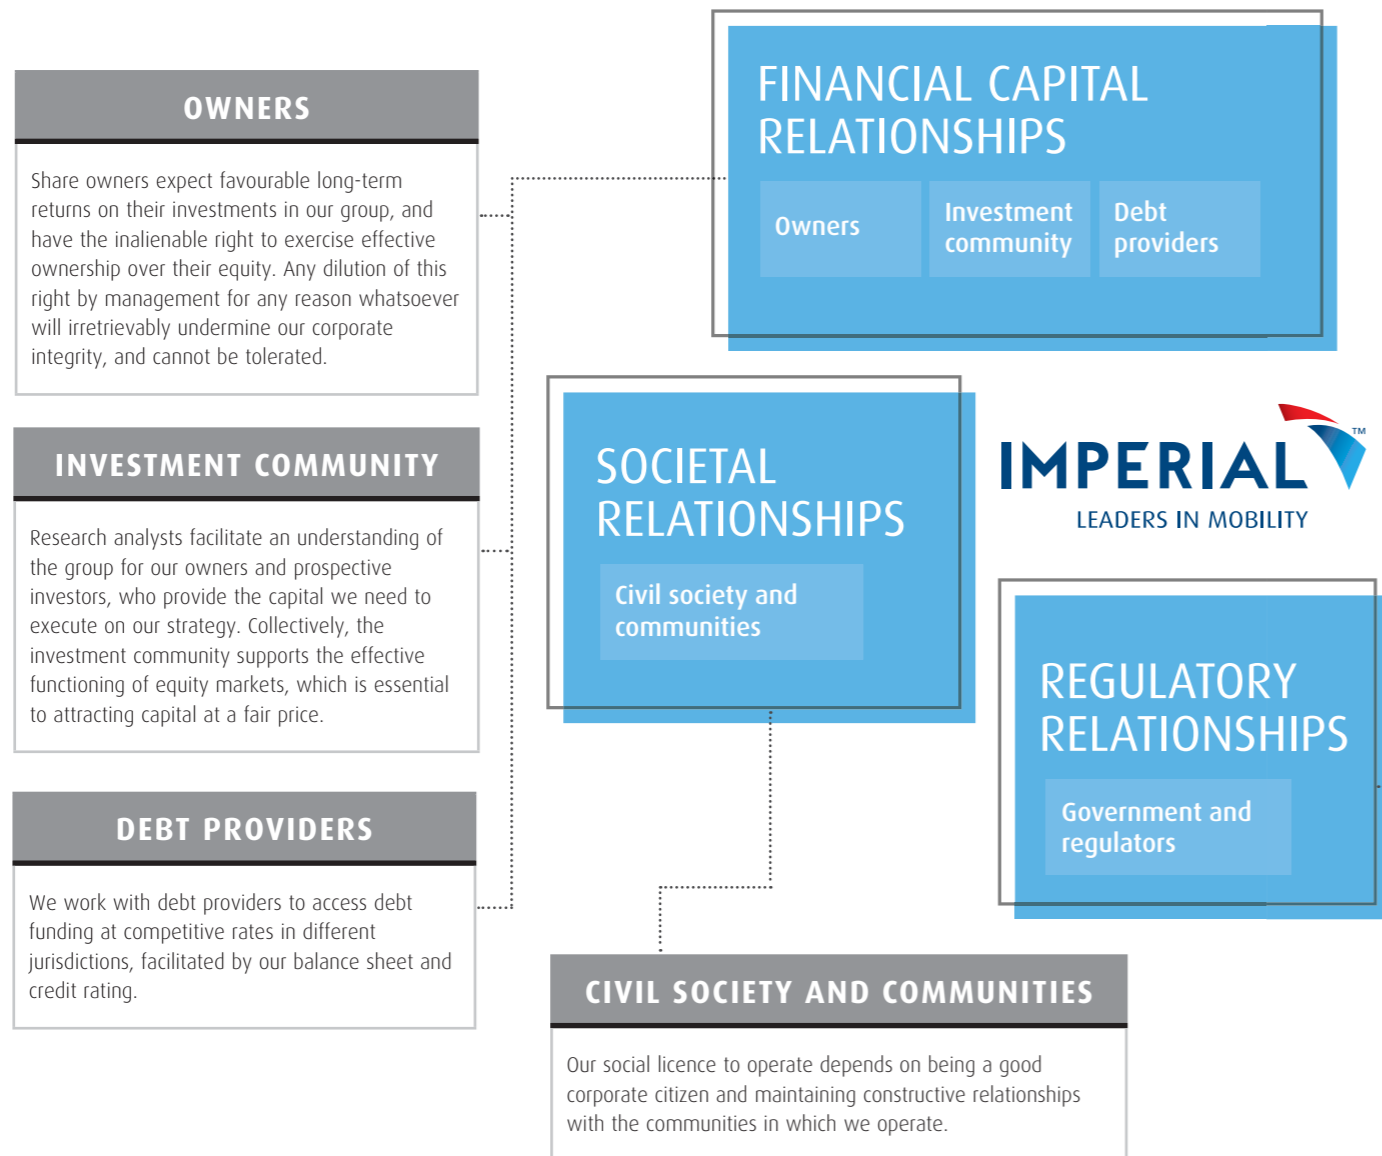 OWNERS
Share owners expect favourable long-term
returns on their investments in our group, and
have the inalienable right to exercise effective
ownership over their equity. Any dilution of this
right by management for any reason whatsoever
will irretrievably undermine our corporate
integrity, and cannot be tolerated.
INVESTMENT COMMUNITY
Research analysts facilitate an understanding of
the group for our owners and prospective
investors, who provide the capital we need to
execute on our strategy. Collectively, the
investment community supports the effective
functioning of equity markets, which is essential
to attracting capital at a fair price.
DEBT PROVIDERS
We work with debt providers to access debt
funding at competitive rates in different
jurisdictions, facilitated by our balance sheet and
credit rating.
FINANCIAL CAPITAL
RELATIONSHIPS
Owners
Investment
community
Debt
providers
SOCIETAL
RELATIONSHIPS
Civil society and
communities
IMPERIAL™
LEADERS IN MOBILITY
REGULATORY
RELATIONSHIPS
Government and
regulators
CIVIL SOCIETY AND COMMUNITIES
Our social licence to operate depends on being a good
corporate citizen and maintaining constructive relationships
with the communities in which we operate.